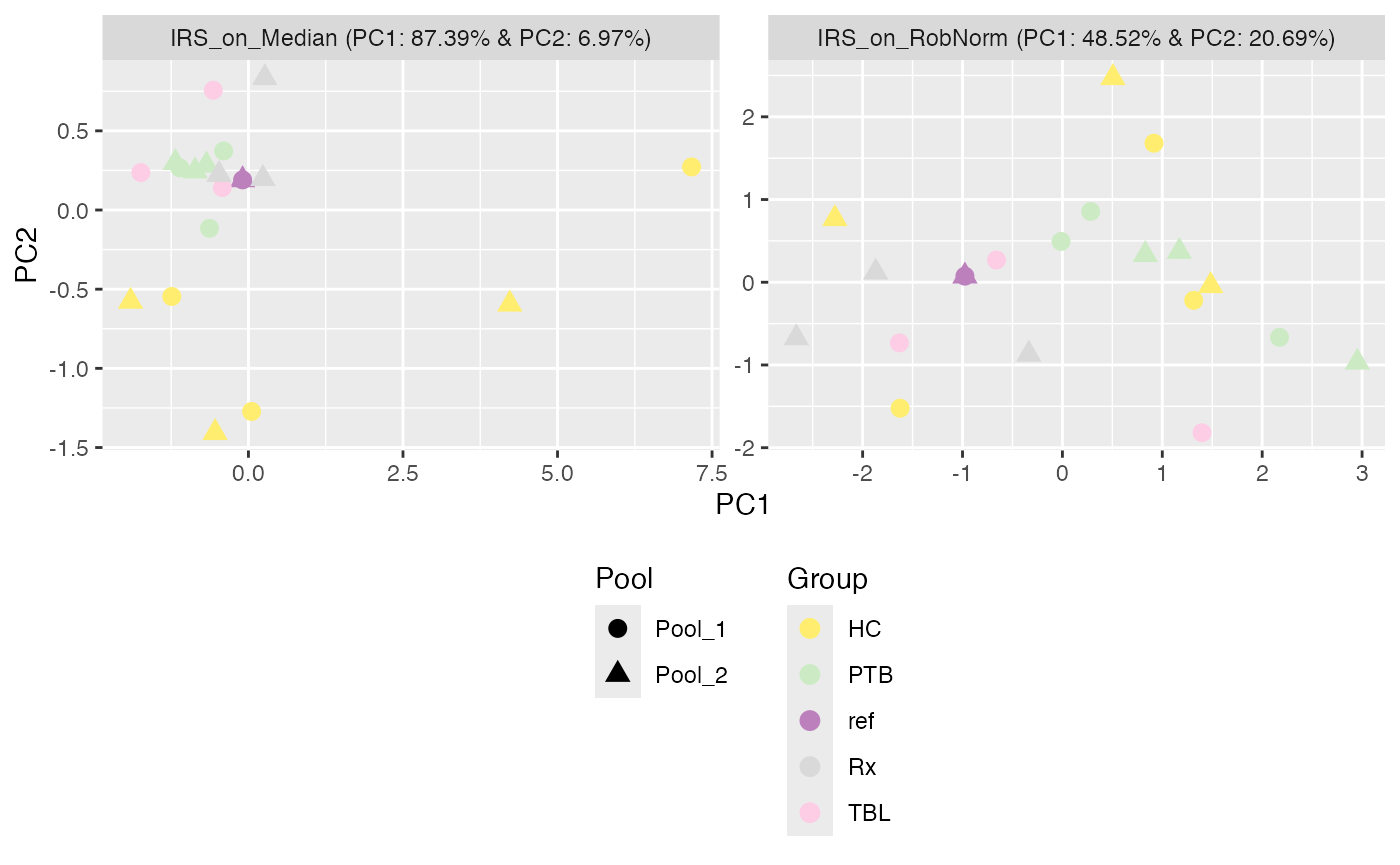 IRS_on_Median (PC1: 87.39% & PC2: 6.97%)
IRS_on_RobNorm (PC1: 48.52% & PC2: 20.69%)
PC2
0.5
0.0
-0.5
-1.0
-1.5
2
1
0
-1
-2
0.0 2.5 5.0 7.5
-2 -1 0 1 2 3
PC1
Pool
Pool_1
Pool_2
Group
HC
PTB
ref
Rx
TBL